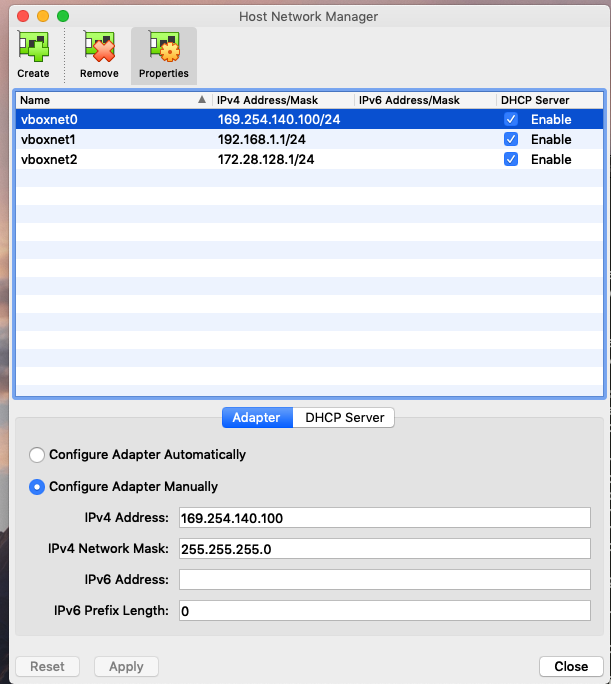 Host Network Manager
Create Remove Properties
Name IPv4 Address/Mask IPv6 Address/Mask DHCP Server
vboxnet0 169.254.140.100/24 Enable
vboxnet1 192.168.1.1/24 Enable
vboxnet2 172.28.128.1/24 Enable
Adapter DHCP Server
Configure Adapter Automatically
Configure Adapter Manually
IPv4 Address: 169.254.140.100
IPv4 Network Mask: 255.255.255.0
IPv6 Address:
IPv6 Prefix Length: 0
Reset Apply Close